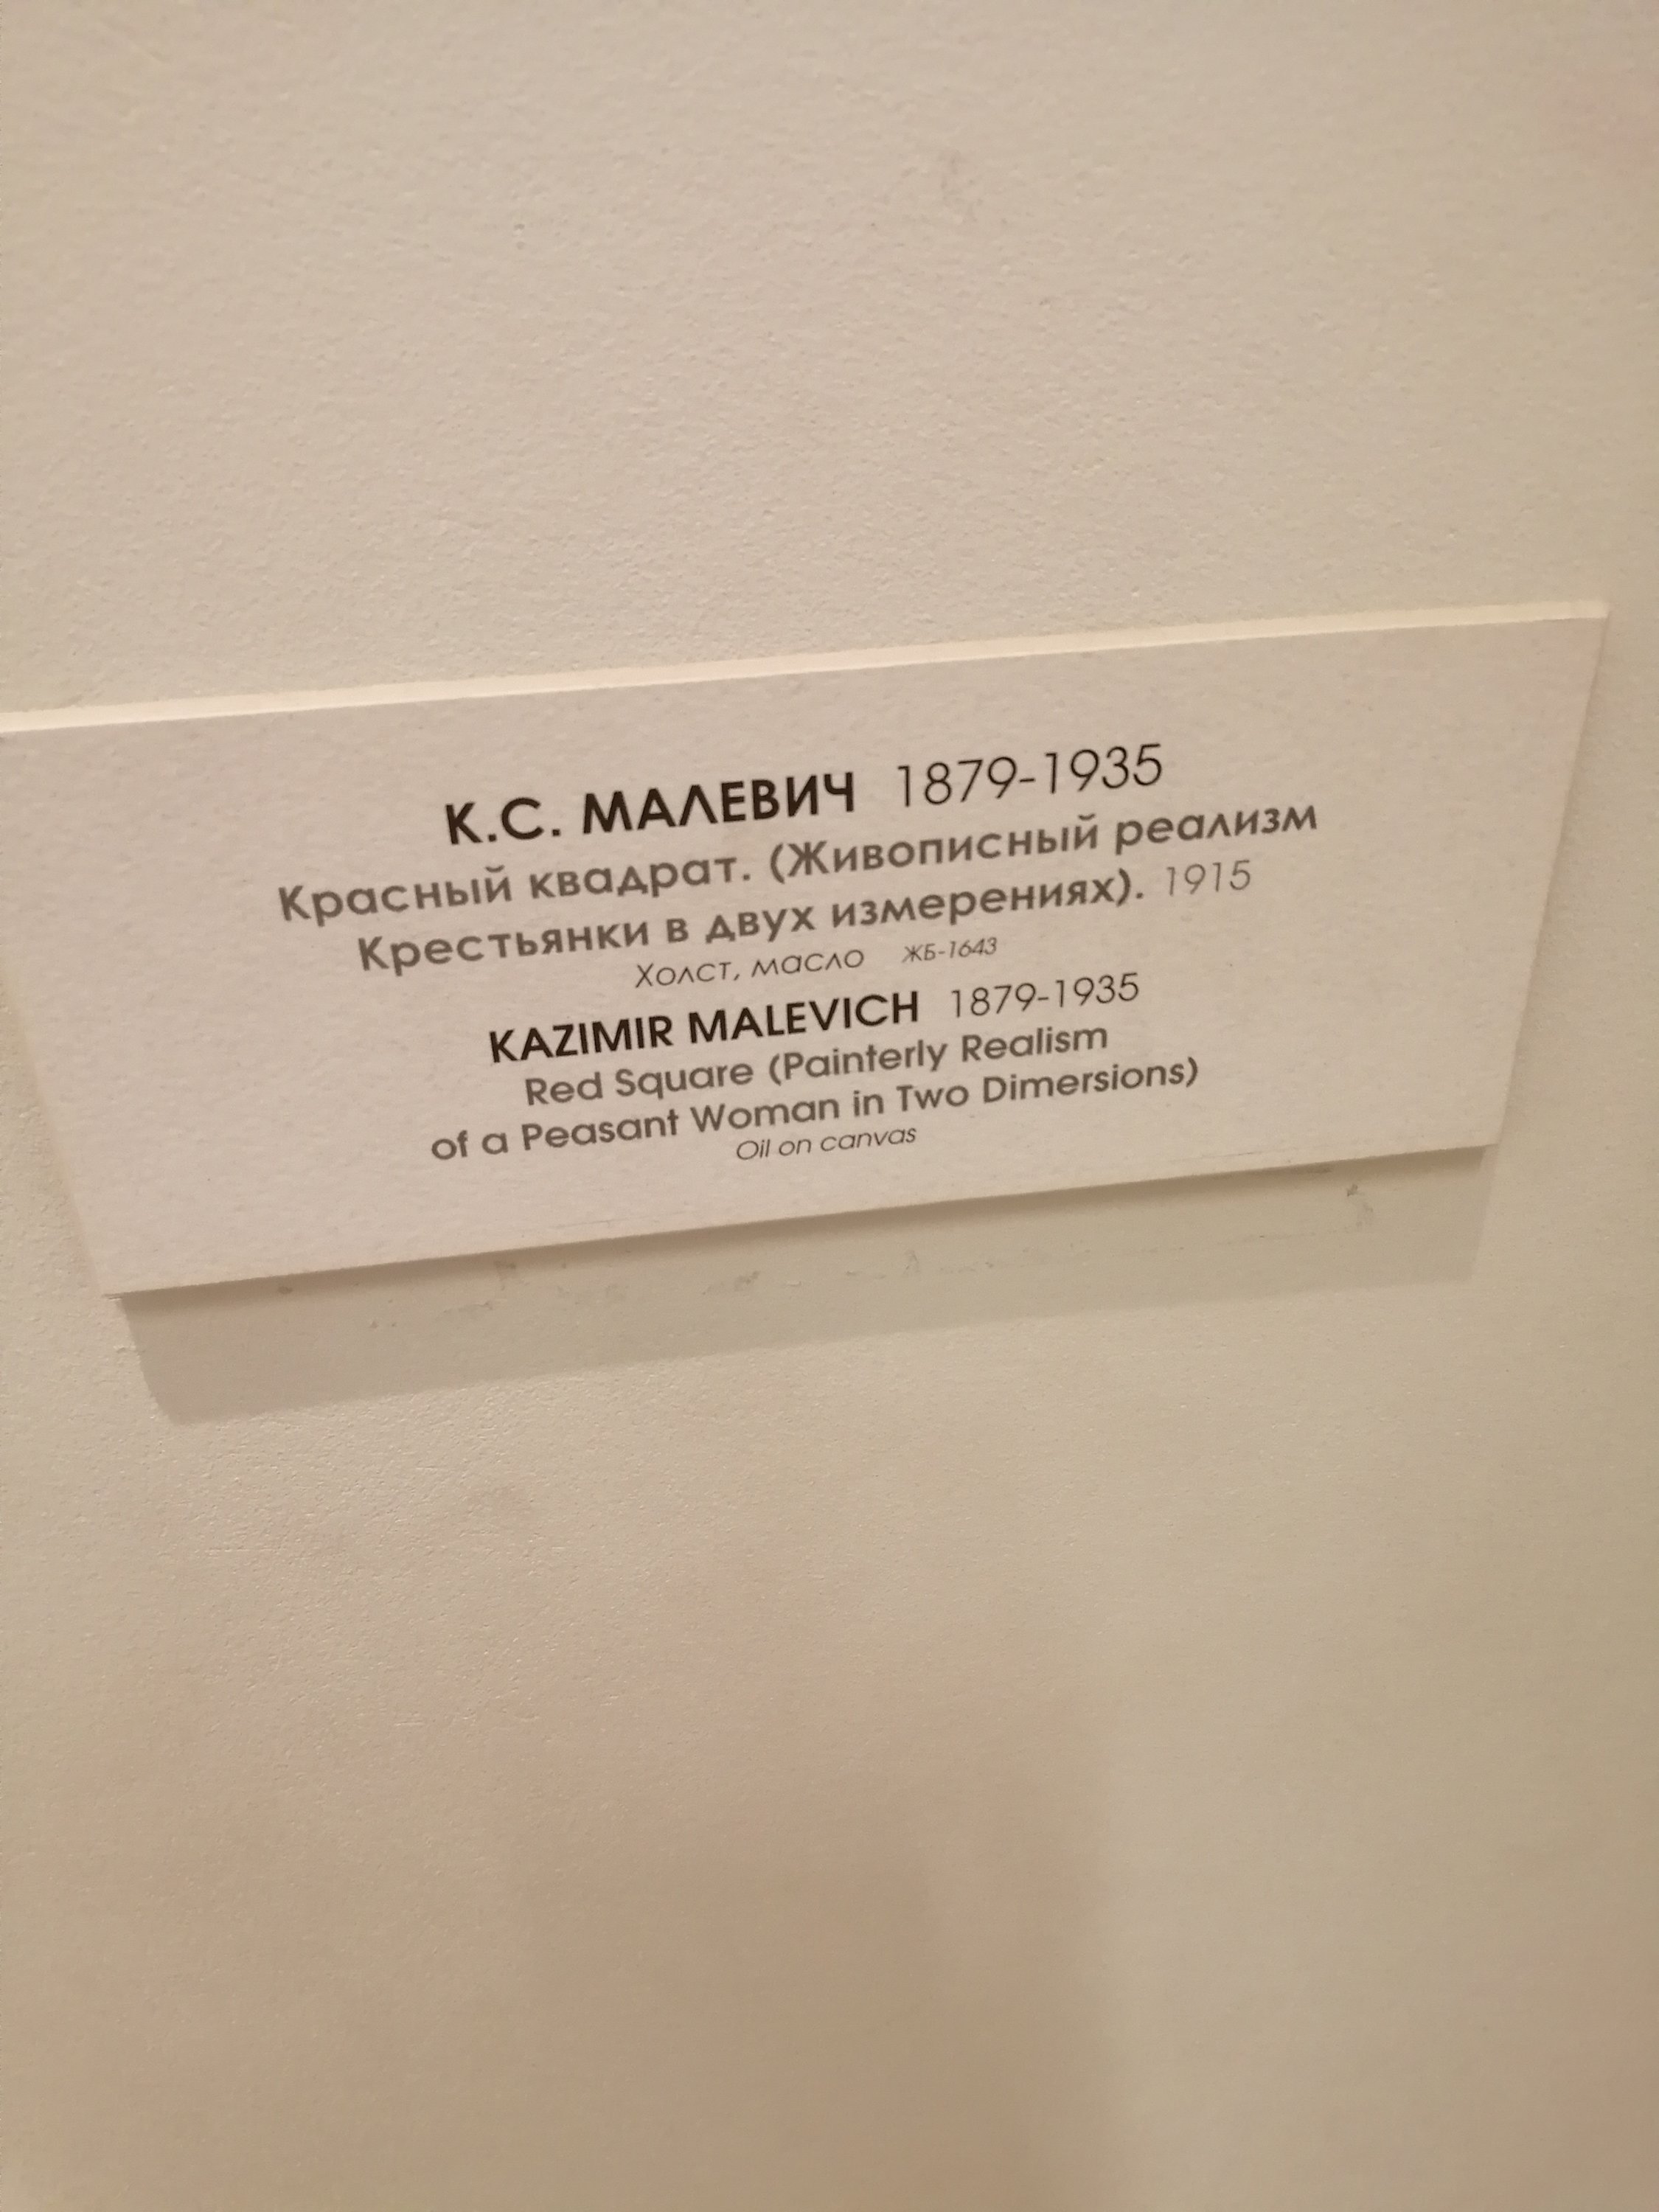 К.С. МАЛЕВИЧ 1879-1935
Красный квадрат. (Живописный реализм
Крестьянки в двух измерениях). 1915
Холст, масло ЖБ-1643
KAZIMIR MALEVICH 1879-1935
Red Square (Painterly Realism
of a Peasant Woman in Two Dimersions)
Oil on canvas